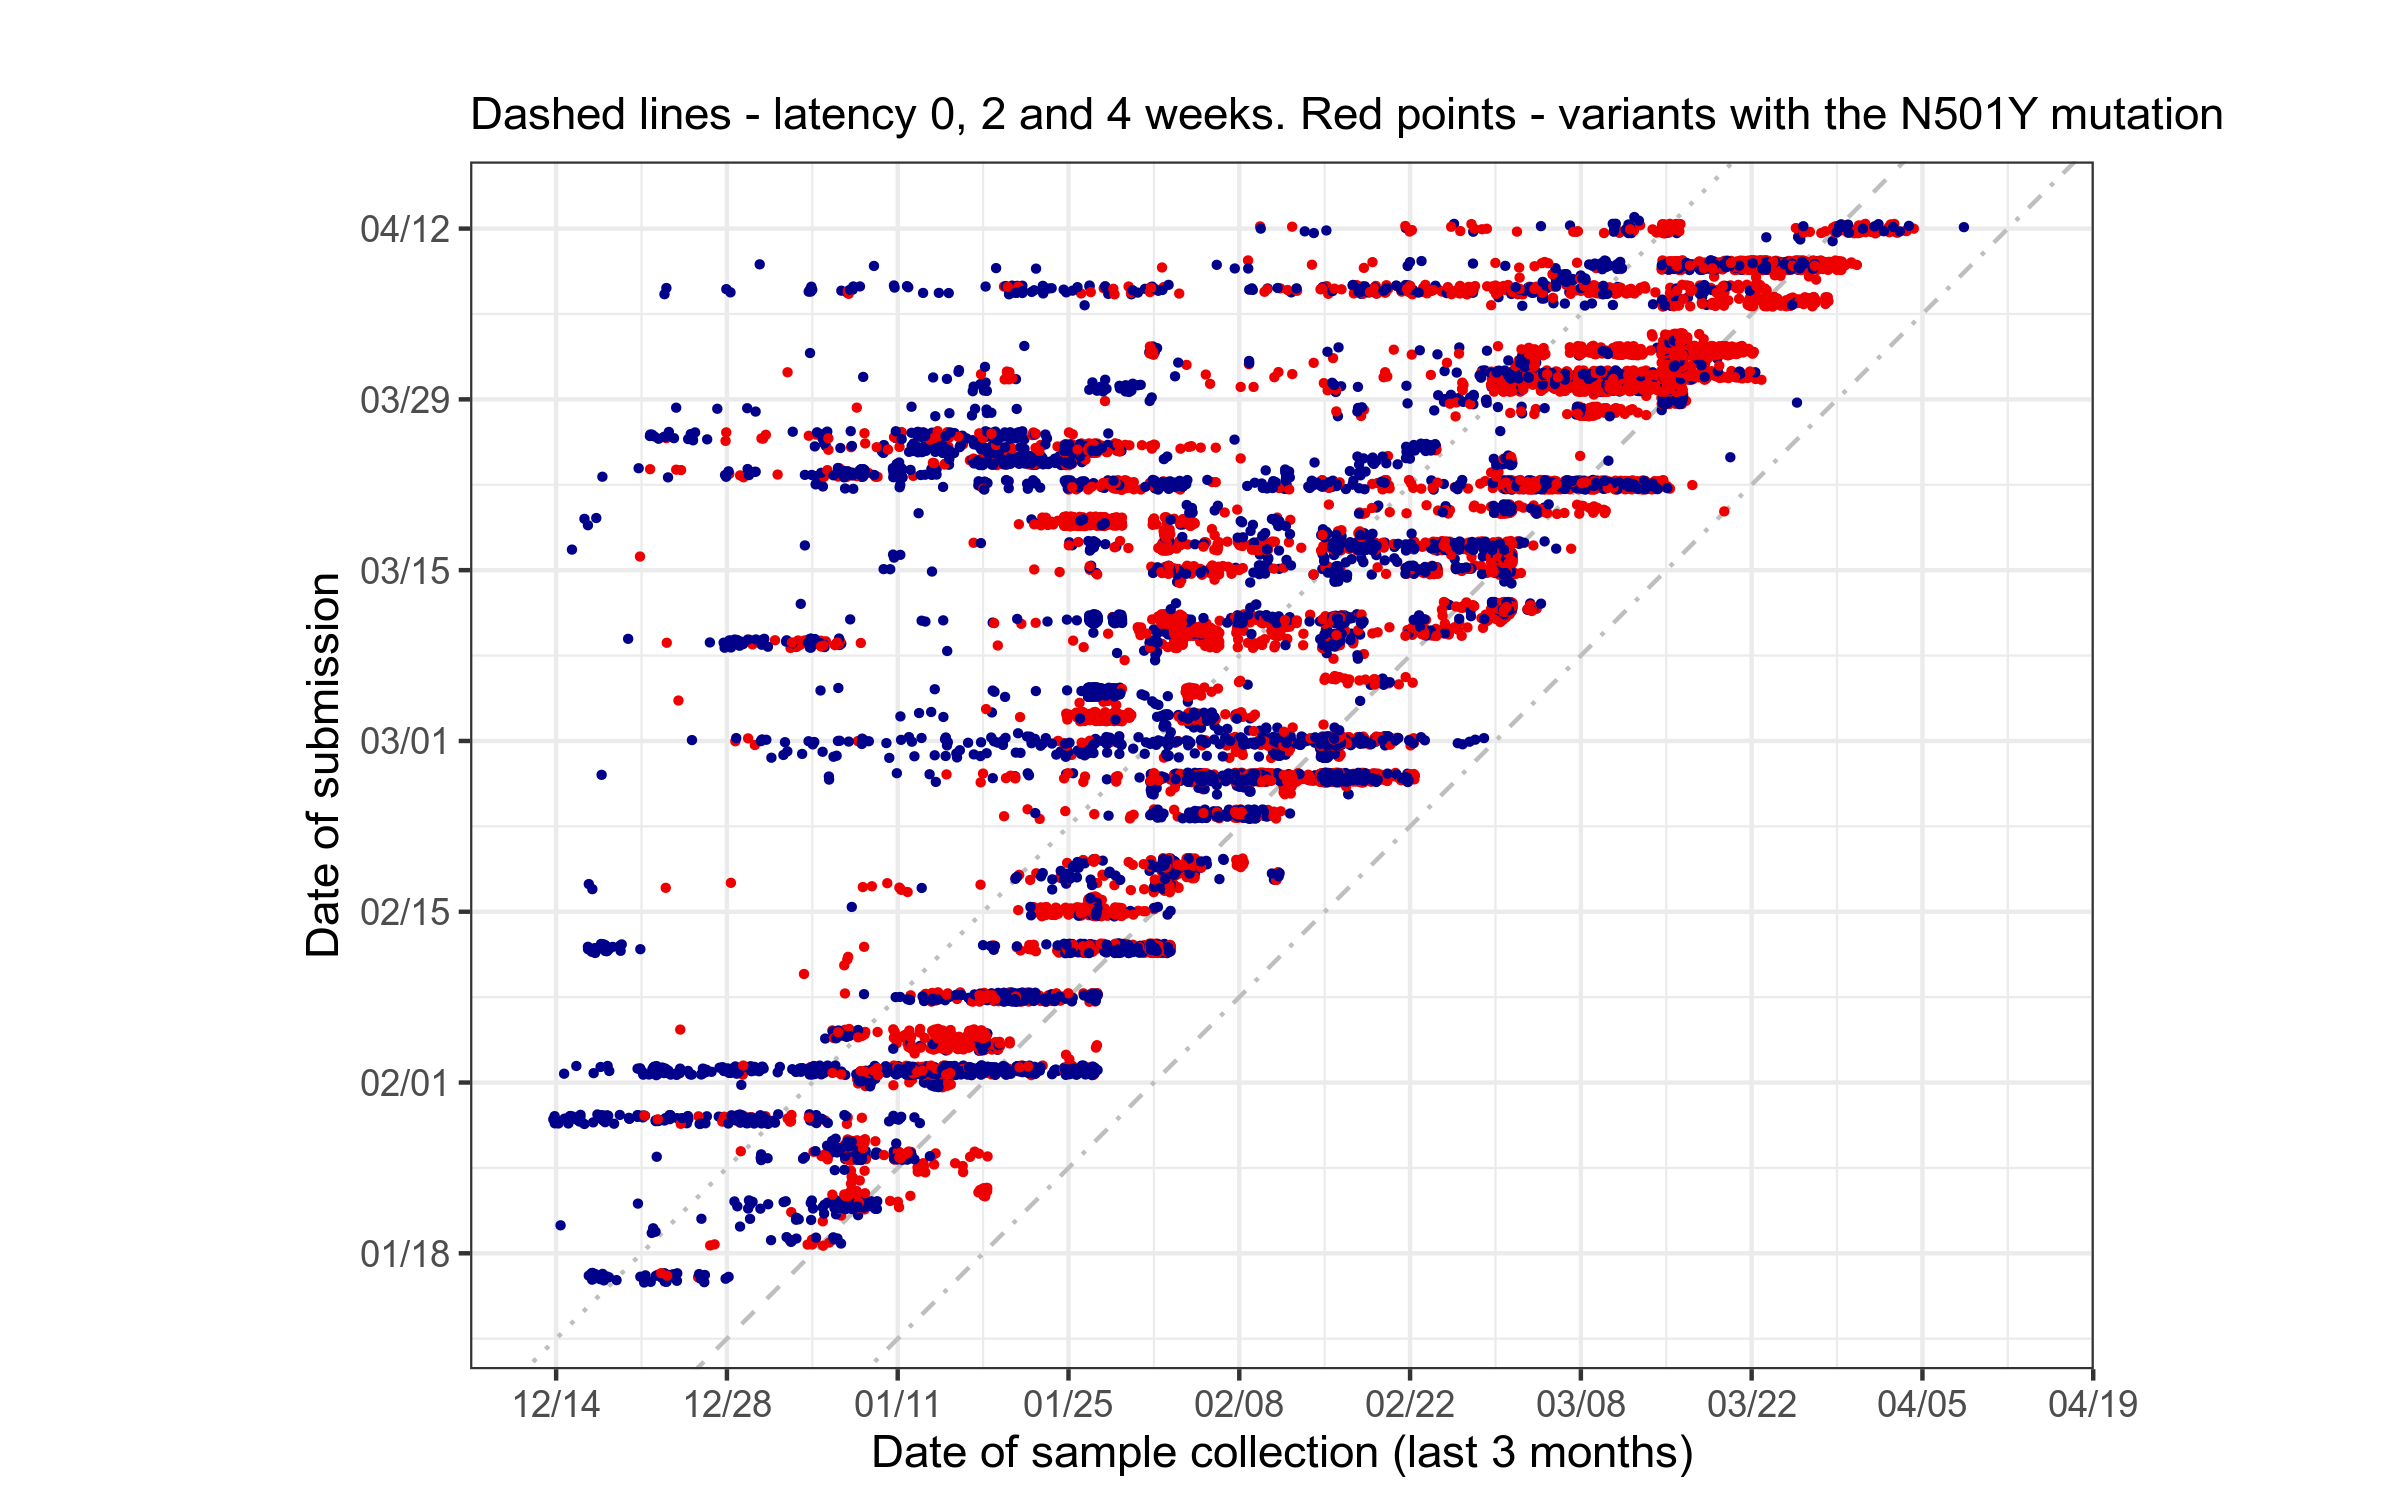 Dashed lines - latency 0, 2 and 4 weeks. Red points - variants with the N501Y mutation
Date of submission
04/12
03/29
03/15
03/01
02/15
02/01
01/18
12/14 12/28 01/11 01/25 02/08 02/22 03/08 03/22 04/05 04/19
Date of sample collection (last 3 months)